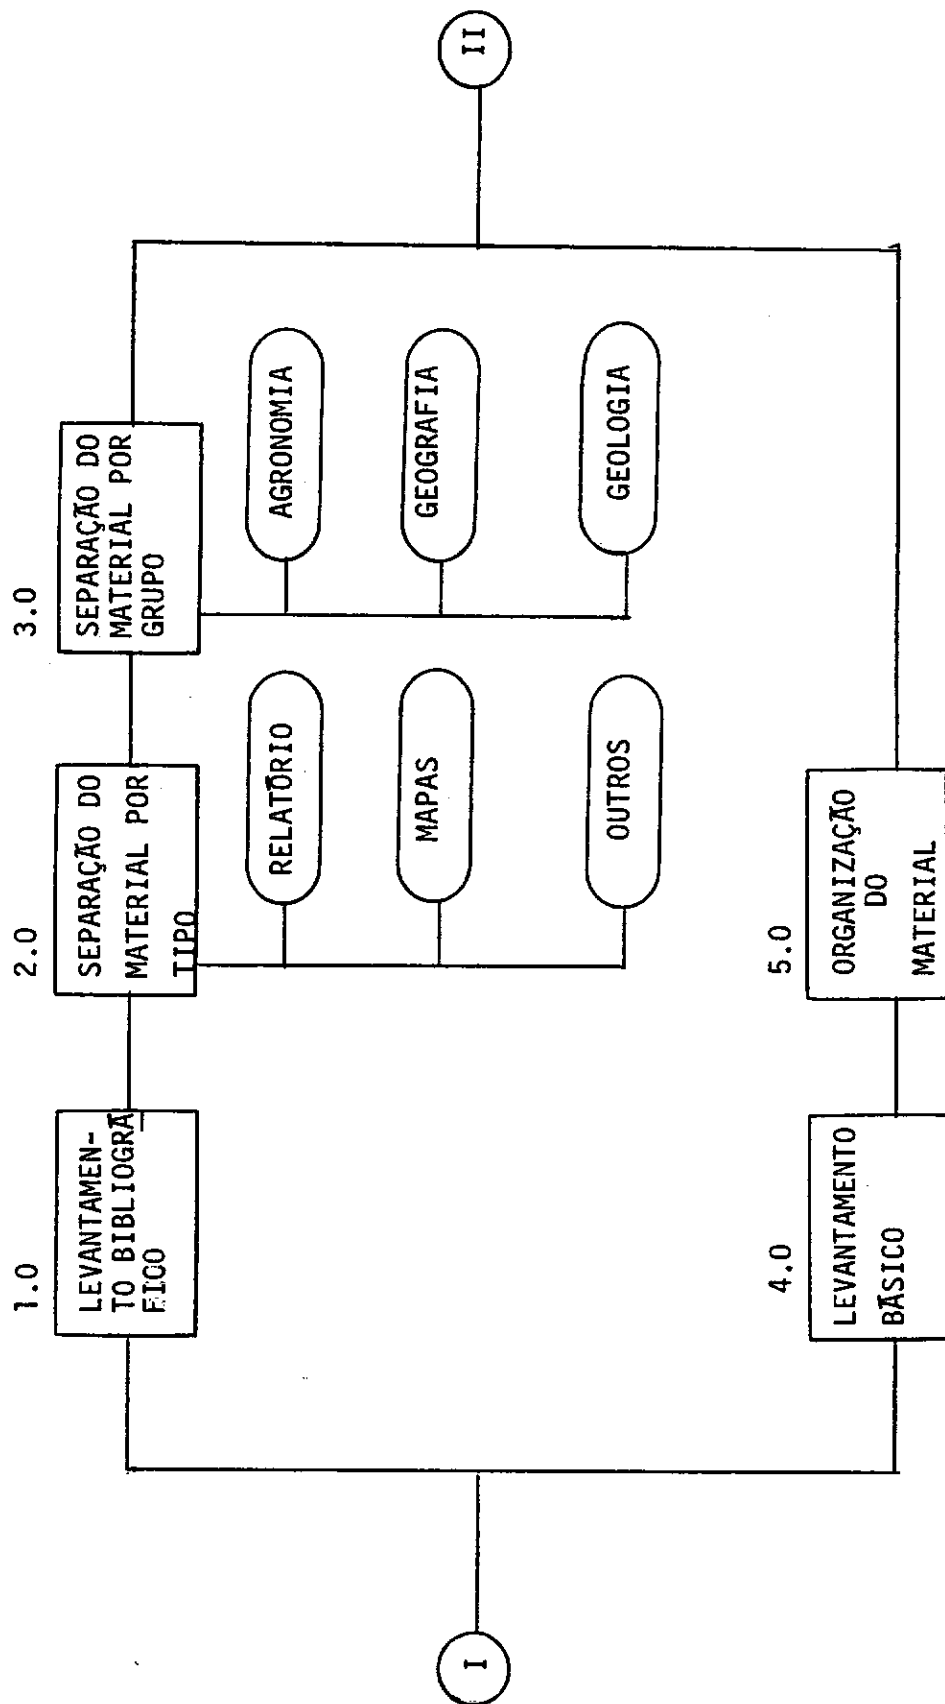 1.0
LEVANTAMEN-
TO BIBLIOGRÁ
FICO
2.0
SEPARAÇÃO DO
MATERIAL POR
TIPO
3.0
SEPARAÇÃO DO
MATERIAL POR
GRUPO
RELATÓRIO
MAPAS
OUTROS
AGRONOMIA
GEOGRAFIA
GEOLOGIA
I
II
4.0
LEVANTAMENTO
BÁSICO
5.0
ORGANIZAÇÃO
DO
MATERIAL